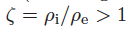 ζ = ρi/ρe > 1